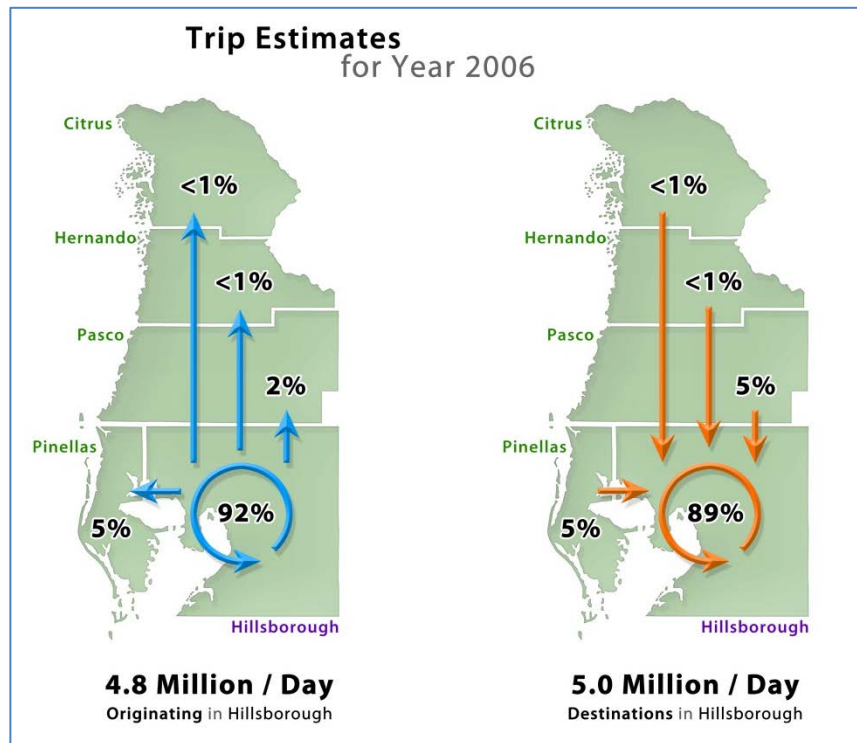 Trip Estimates
for Year 2006
Citrus
<1%
Hernando
<1%
Pasco
2%
Pinellas
5%
92%
Hillsborough
4.8 Million / Day
Originating in Hillsborough
Citrus
<1%
Hernando
<1%
Pasco
5%
Pinellas
5%
89%
Hillsborough
5.0 Million / Day
Destinations in Hillsborough